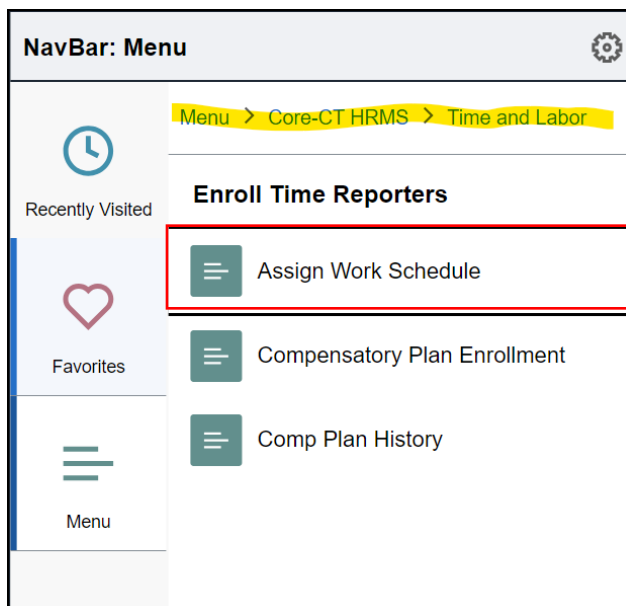 NavBar: Menu
Menu > Core-CT HRMS > Time and Labor
Recently Visited
Enroll Time Reporters
Assign Work Schedule
Favorites
Compensatory Plan Enrollment
Comp Plan History
Menu